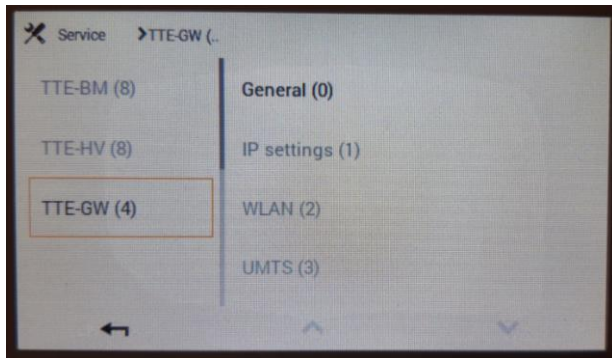 Service >TTE-GW (..
TTE-BM (8)
TTE-HV (8)
TTE-GW (4)
General (0)
IP settings (1)
WLAN (2)
UMTS (3)